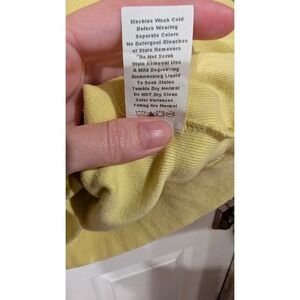 Machine Wash Cold
Before Wearing
Separate Colors
No Detergent Bleaches
or Stain Removers
Do Not Scrub
Stain Removal Use
A Mild Degreasing
Dishwashing Liquid
To Soak Stains
Tumble Dry Normal
Do NOT Dry Clean
Color Variances
Fading Are Normal